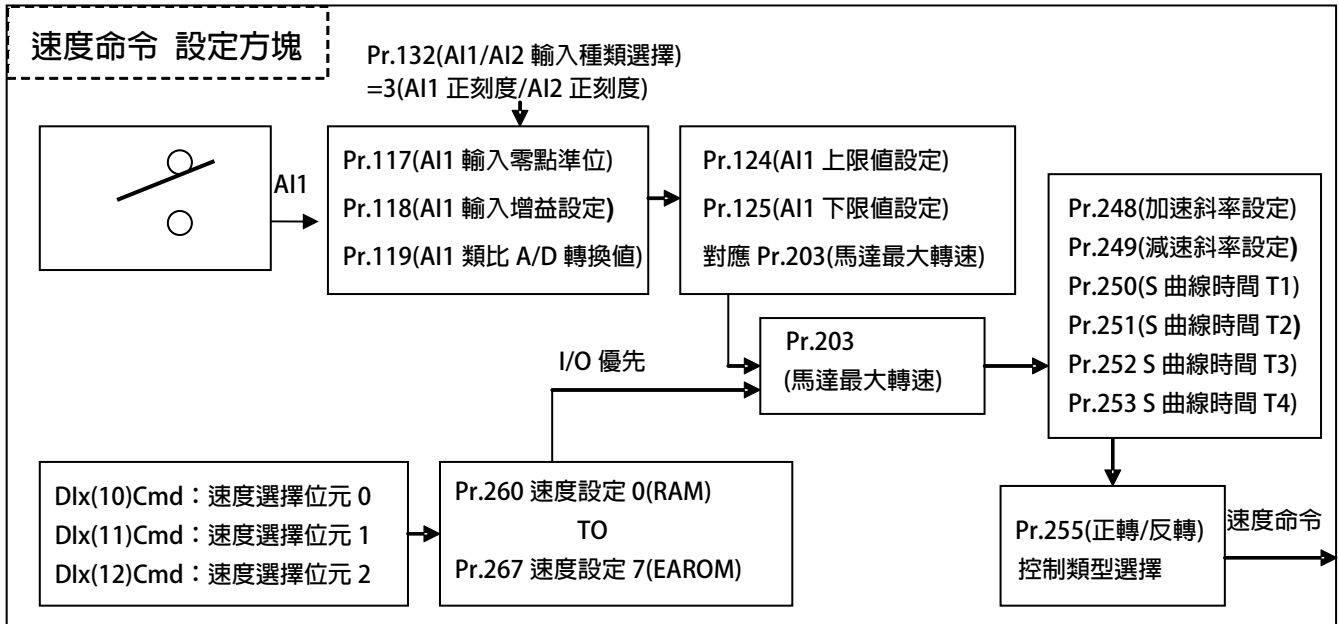 速度命令 設定方塊
Pr.132(AI1/AI2 輸入種類選擇)
=3(AI1 正刻度/AI2 正刻度)
AI1
Pr.117(AI1 輸入零點準位)
Pr.118(AI1 輸入增益設定)
Pr.119(AI1 類比 A/D 轉換值)
Pr.124(AI1 上限值設定)
Pr.125(AI1 下限值設定)
對應 Pr.203(馬達最大轉速)
Pr.248(加速斜率設定)
Pr.249(減速斜率設定)
Pr.250(S 曲線時間 T1)
Pr.251(S 曲線時間 T2)
Pr.252 S 曲線時間 T3)
Pr.253 S 曲線時間 T4)
I/O 優先
Pr.203
(馬達最大轉速)
DIx(10)Cmd：速度選擇位元 0
DIx(11)Cmd：速度選擇位元 1
DIx(12)Cmd：速度選擇位元 2
Pr.260 速度設定 0(RAM)
TO
Pr.267 速度設定 7(EAROM)
Pr.255(正轉/反轉)
控制類型選擇
速度命令